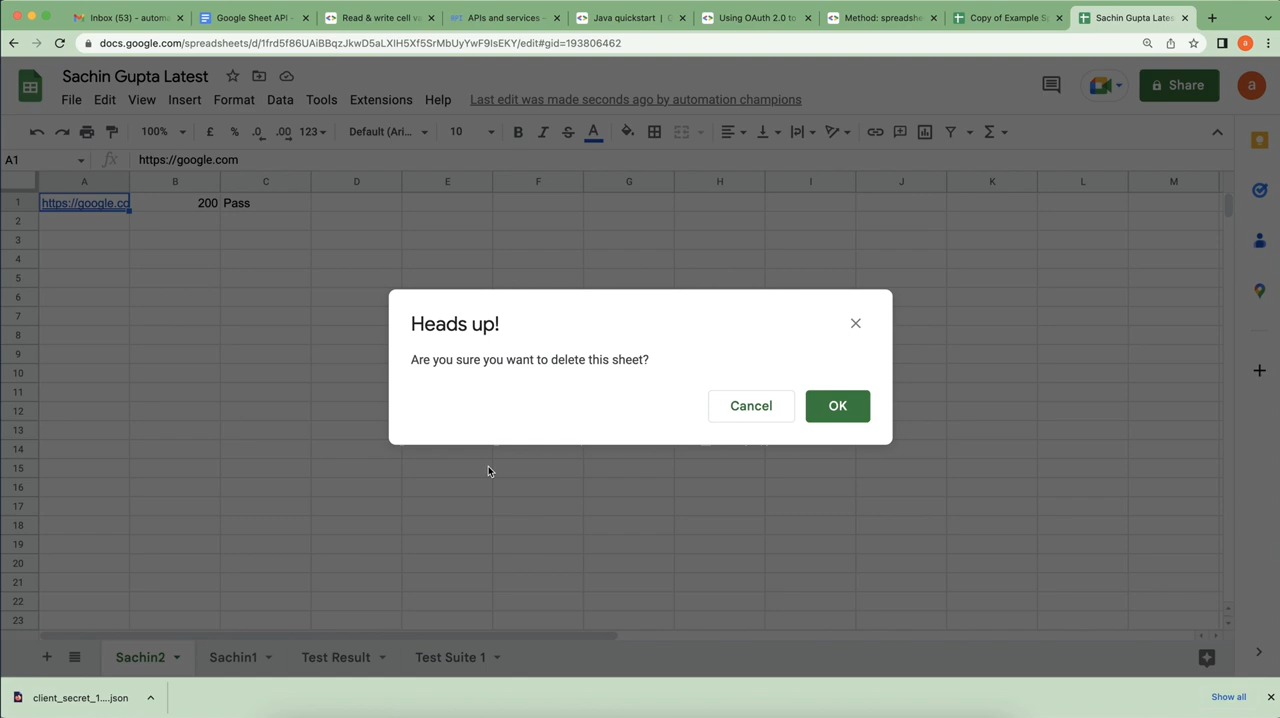 Inbox (53) - automa
Google Sheet API -
Read & write cell va
APIs and services -
Java quickstart | G
Using OAuth 2.0 to
Method: spreadshe
Copy of Example S
Sachin Gupta Lates
docs.google.com/spreadsheets/d/1frd5f86UAiBBqzJkwD5aLXIH5Xf5SrMbUyYwF9IsEKY/edit#gid=193806462
a
Sachin Gupta Latest
Share
a
File Edit View Insert Format Data Tools Extensions Help Last edit was made seconds ago by automation champions
100% £ % .0 .00 123 Default (Ari... 10 B I S A
A1 fx https://google.com
A B C D E F G H I J K L M
1 https://google.co 200 Pass
2
3
4
5
6
7
8
9
10
11
12
13
14
15
16
17
18
19
20
21
22
23
Heads up!
Are you sure you want to delete this sheet?
Cancel OK
Sachin2 Sachin1 Test Result Test Suite 1
client_secret_1....json
Show all